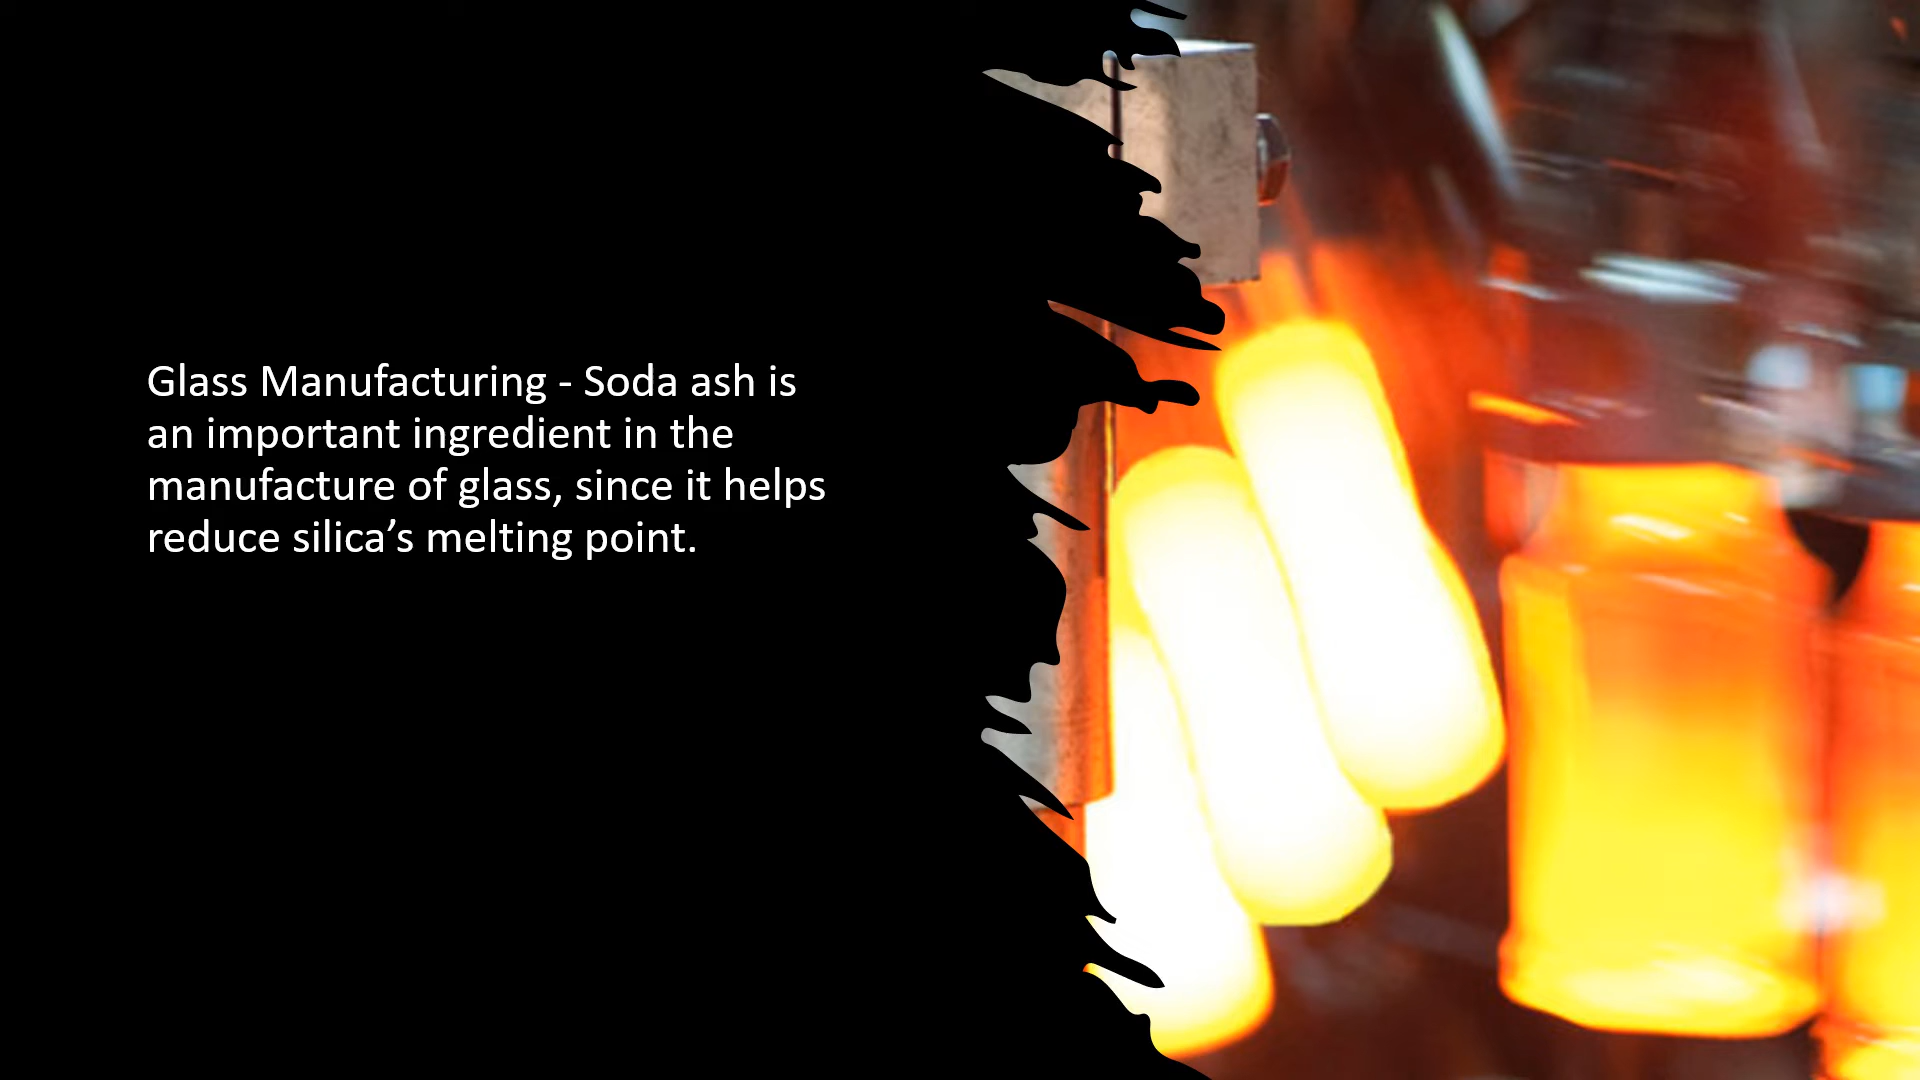 Glass Manufacturing - Soda ash is
an important ingredient in the
manufacture of glass, since it helps
reduce silica’s melting point.